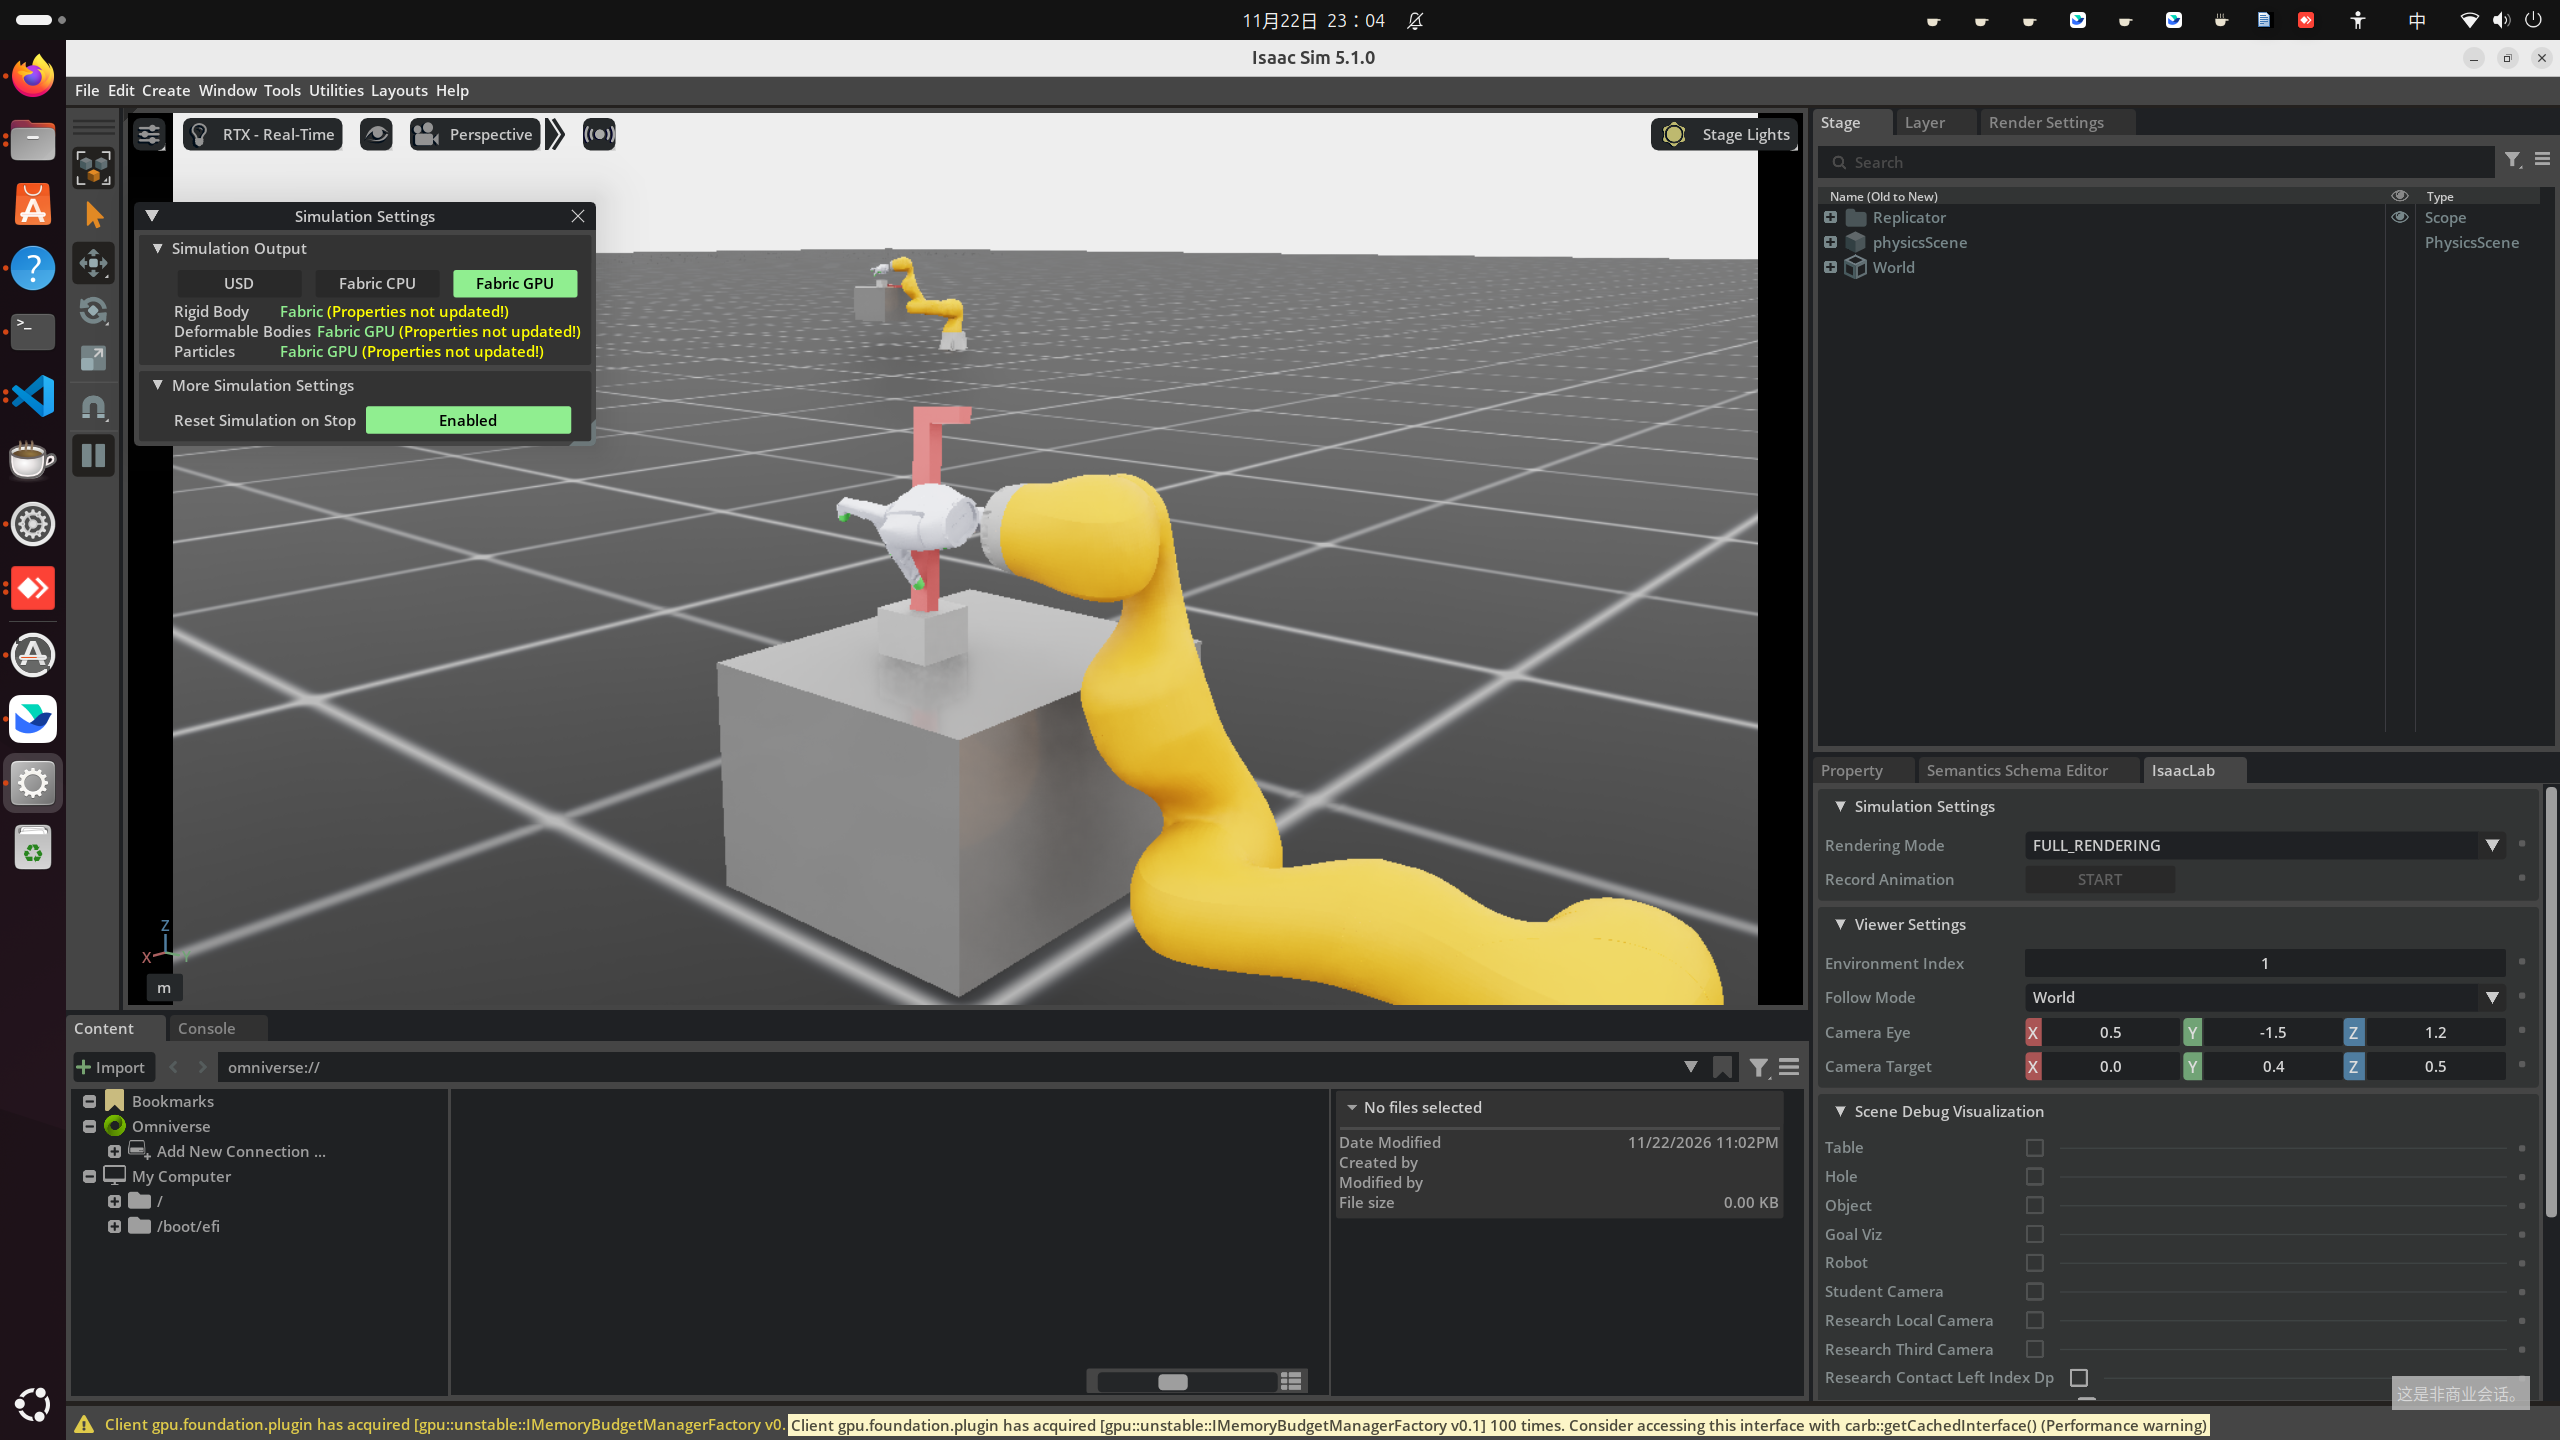 11月22日 23：04
中
Isaac Sim 5.1.0
File Edit Create Window Tools Utilities Layouts Help
RTX - Real-Time
Perspective
Stage Lights
Simulation Settings
Simulation Output
USD Fabric CPU Fabric GPU
Rigid Body Fabric (Properties not updated!)
Deformable Bodies Fabric GPU (Properties not updated!)
Particles Fabric GPU (Properties not updated!)
More Simulation Settings
Reset Simulation on Stop Enabled
Z
X Y
m
Stage Layer Render Settings
Search
Name (Old to New) Type
Replicator Scope
physicsScene PhysicsScene
World
Property Semantics Schema Editor IsaacLab
Simulation Settings
Rendering Mode FULL_RENDERING
Record Animation START
Viewer Settings
Environment Index 1
Follow Mode World
Camera Eye X 0.5 Y -1.5 Z 1.2
Camera Target X 0.0 Y 0.4 Z 0.5
Scene Debug Visualization
Table
Hole
Object
Goal Viz
Robot
Student Camera
Research Local Camera
Research Third Camera
Research Contact Left Index Dp
这是非商业会话。
Content Console
Import omniverse://
Bookmarks
Omniverse
Add New Connection ...
My Computer
/
/boot/efi
No files selected
Date Modified 11/22/2026 11:02PM
Created by
Modified by
File size 0.00 KB
Client gpu.foundation.plugin has acquired [gpu::unstable::IMemoryBudgetManagerFactory v0.
Client gpu.foundation.plugin has acquired [gpu::unstable::IMemoryBudgetManagerFactory v0.1] 100 times. Consider accessing this interface with carb::getCachedInterface() (Performance warning)